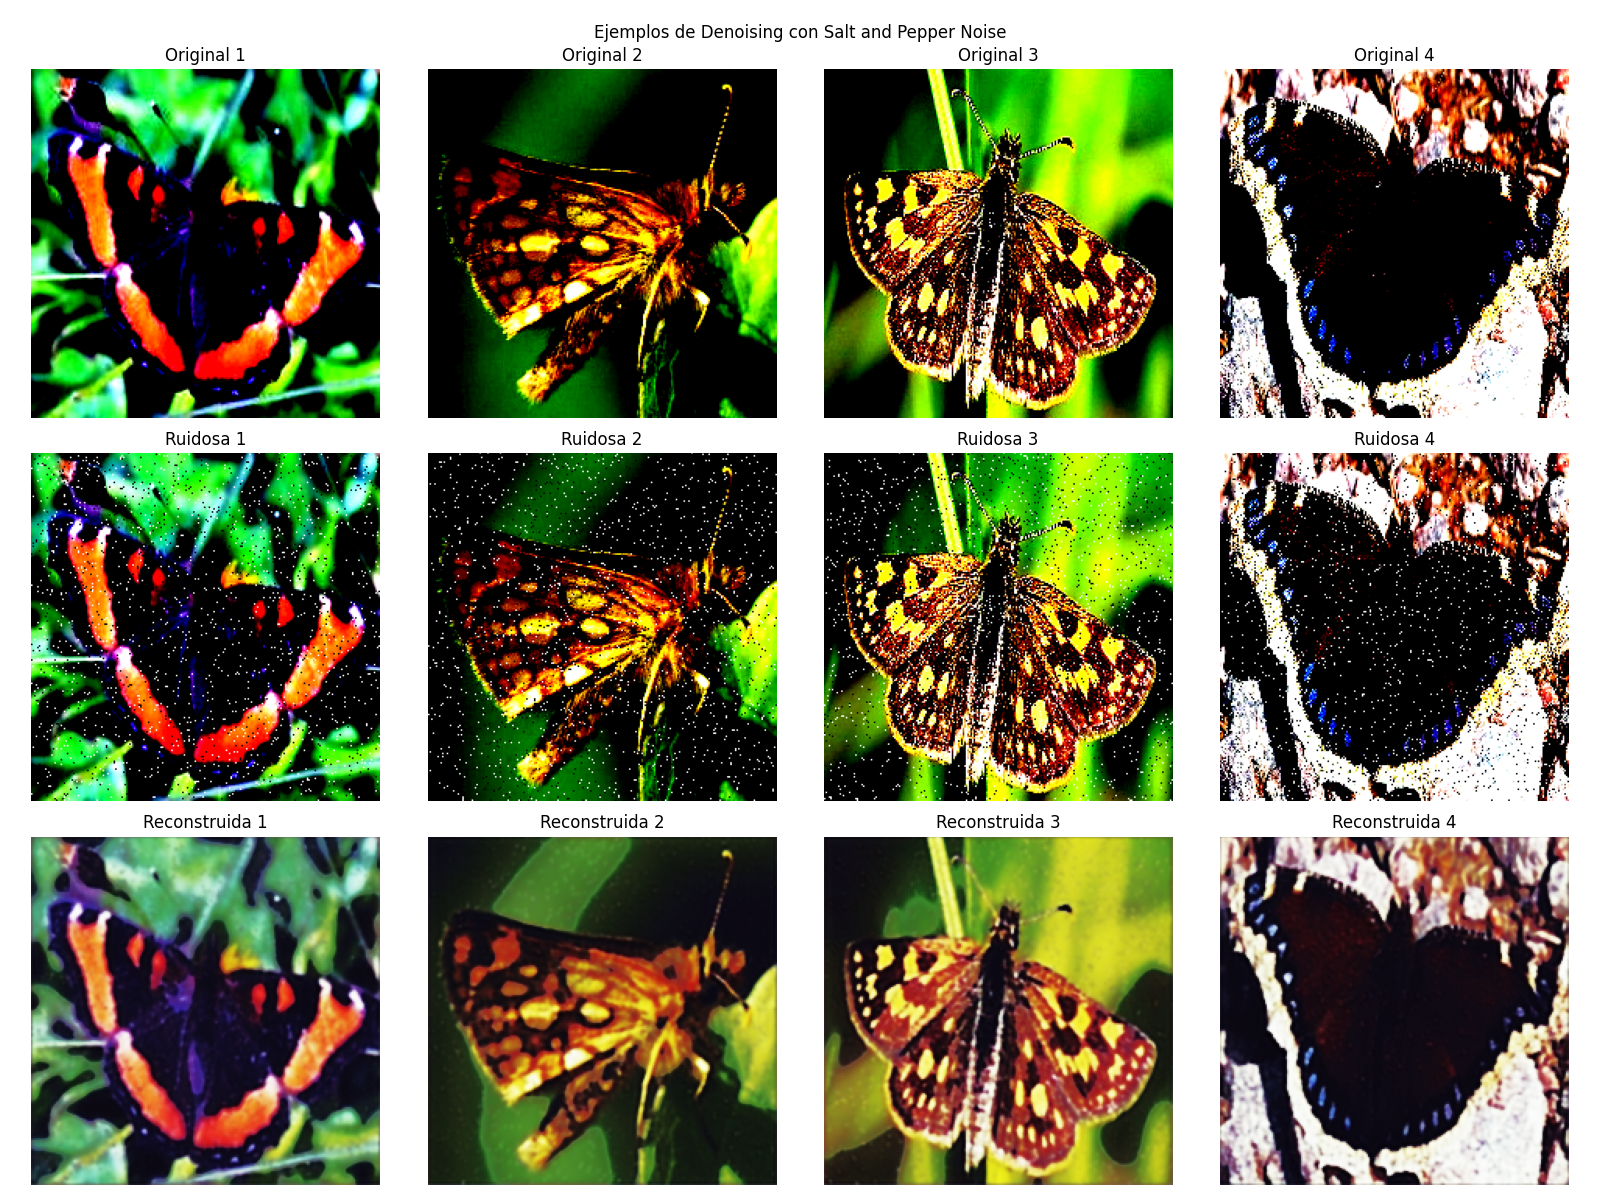 Ejemplos de Denoising con Salt and Pepper Noise
Original 1
Original 2
Original 3
Original 4
Ruidosa 1
Ruidosa 2
Ruidosa 3
Ruidosa 4
Reconstruida 1
Reconstruida 2
Reconstruida 3
Reconstruida 4